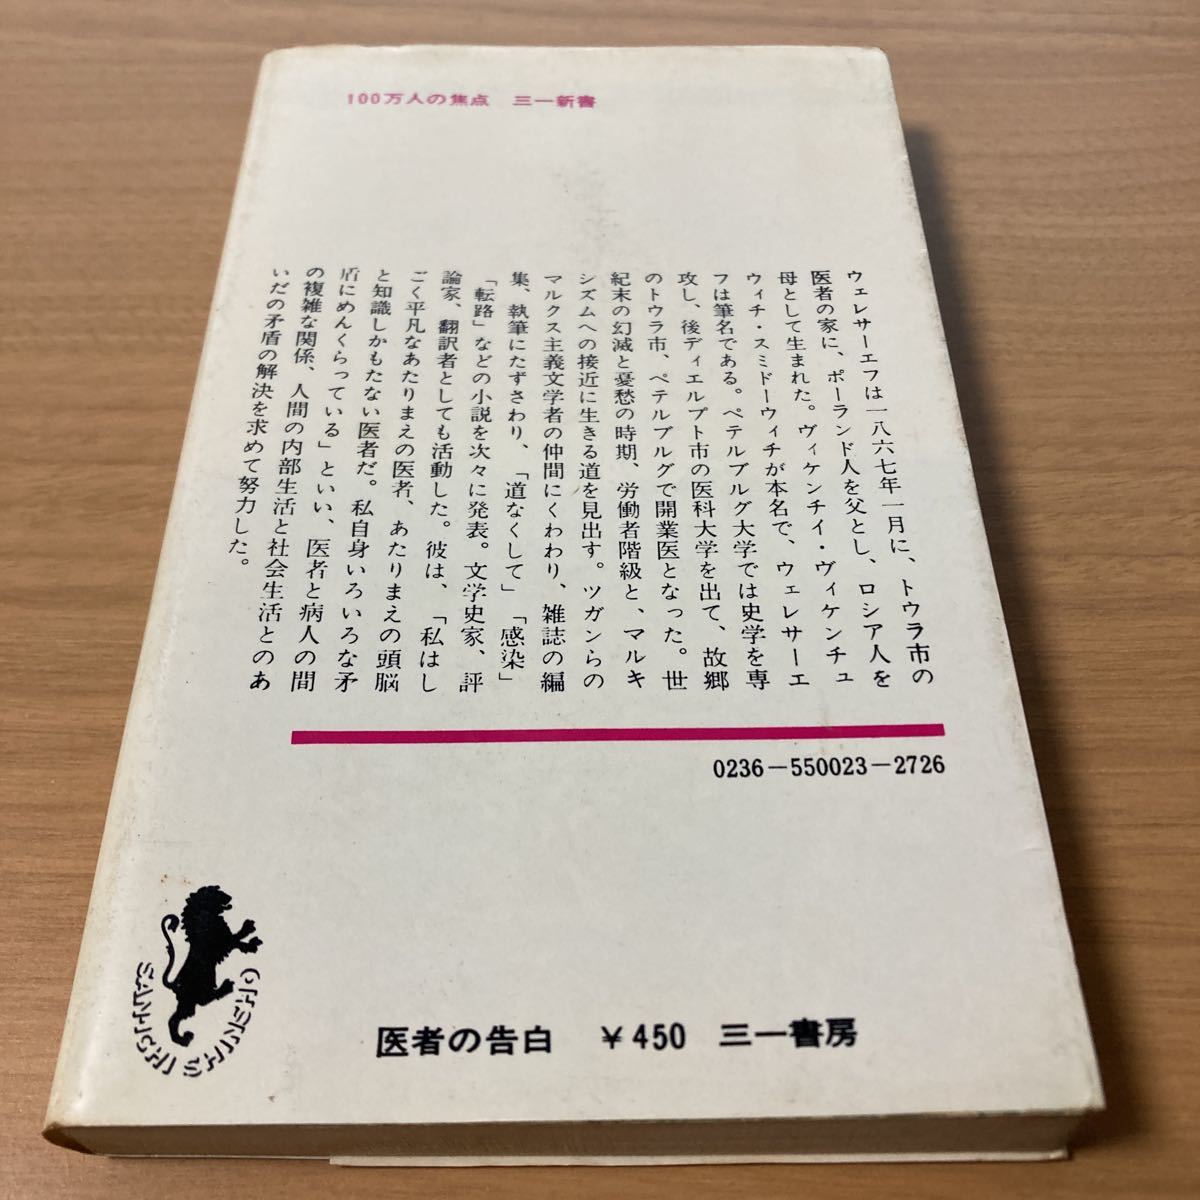 100万人の焦点 三一新書
ウェレサーエフは一八六七年一月に、トウラ市の
医者の家に、ポーランド人を父とし、ロシア人を
母として生まれた。ヴィケンチイ・ヴィケンチュ
ウィチ・スミドーウィチが本名で、ウェレサーエ
フは筆名である。ペテルブルグ大学では史学を専
攻し、後ディエルプト市の医科大学を出て、故郷
のトウラ市、ペテルブルグで開業医となった。世
紀末の幻滅と憂愁の時期、労働者階級と、マルキ
シズムへの接近に生きる道を見出す。ツガンらの
マルクス主義文学者の仲間にくわわり、雑誌の編
集、執筆にたずさわり、「道なくして」「感染」
「転路」などの小説を次々に発表。文学史家、評
論家、翻訳者としても活動した。彼は、「私はし
ごく平凡なあたりまえの医者、あたりまえの頭脳
と知識しかもたない医者だ。私自身いろいろな矛
盾にめんくらっている」といい、医者と病人の間
の複雑な関係、人間の内部生活と社会生活とのあ
いだの矛盾の解決を求めて努力した。
0236-550023-2726
SAN-ICHI SHINSHO
医者の告白 ¥450 三一書房